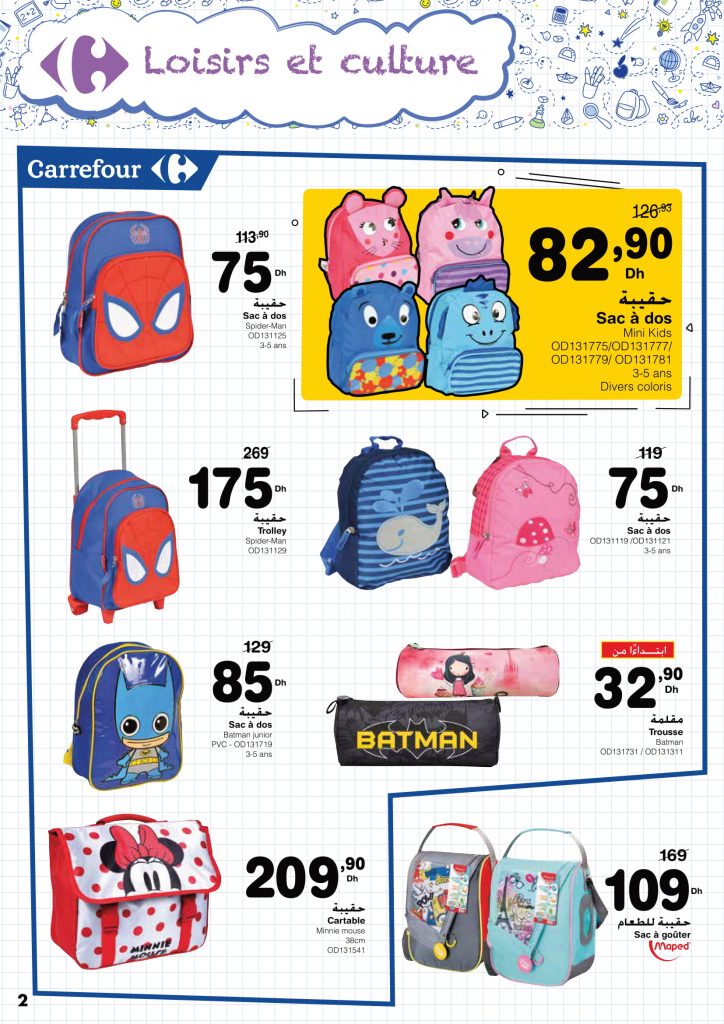 Loisirs et culture
Carrefour
113,90
75 Dh
حقيبة
Sac à dos
Spider-Man
OD131125
3-5 ans
126,93
82,90
Dh
حقيبة
Sac à dos
Mini Kids
OD131775/OD131777/
OD131779/ OD131781
3-5 ans
Divers coloris
269
175 Dh
حقيبة
Trolley
Spider-Man
OD131129
119
75 Dh
حقيبة
Sac à dos
OD131119 /OD131121
3-5 ans
129
85 Dh
حقيبة
Sac à dos
Batman junior
PVC - OD131719
3-5 ans
BATMAN
ابتداءًا من
32,90
Dh
مقلمة
Trousse
Batman
OD131731 / OD131311
MINNIE
MOUSE
209,90
Dh
حقيبة
Cartable
Minnie mouse
38cm
OD131541
169
109 Dh
حقيبة للطعام
Sac à goûter
Maped
2